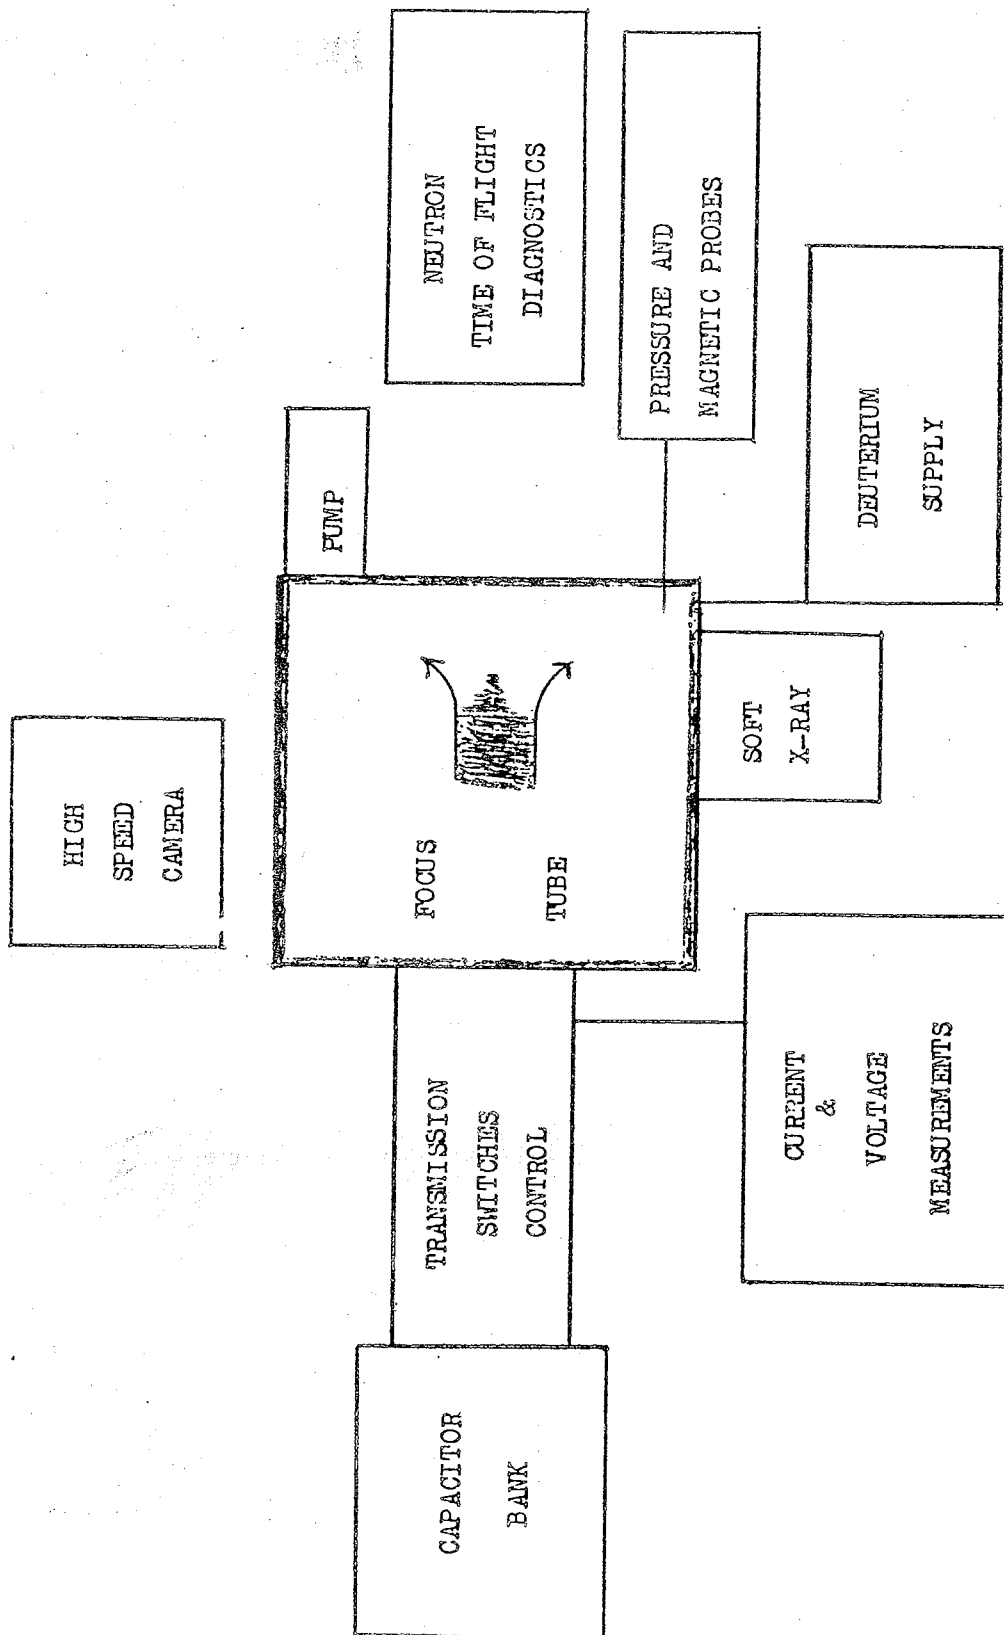 HIGH
SPEED
CAMERA
CAPACITOR
BANK
TRANSMISSION
SWITCHES
CONTROL
FOCUS
TUBE
PUMP
NEUTRON
TIME OF FLIGHT
DIAGNOSTICS
PRESSURE AND
MAGNETIC PROBES
CURRENT
&
VOLTAGE
MEASUREMENTS
SOFT
X-RAY
DEUTERIUM
SUPPLY